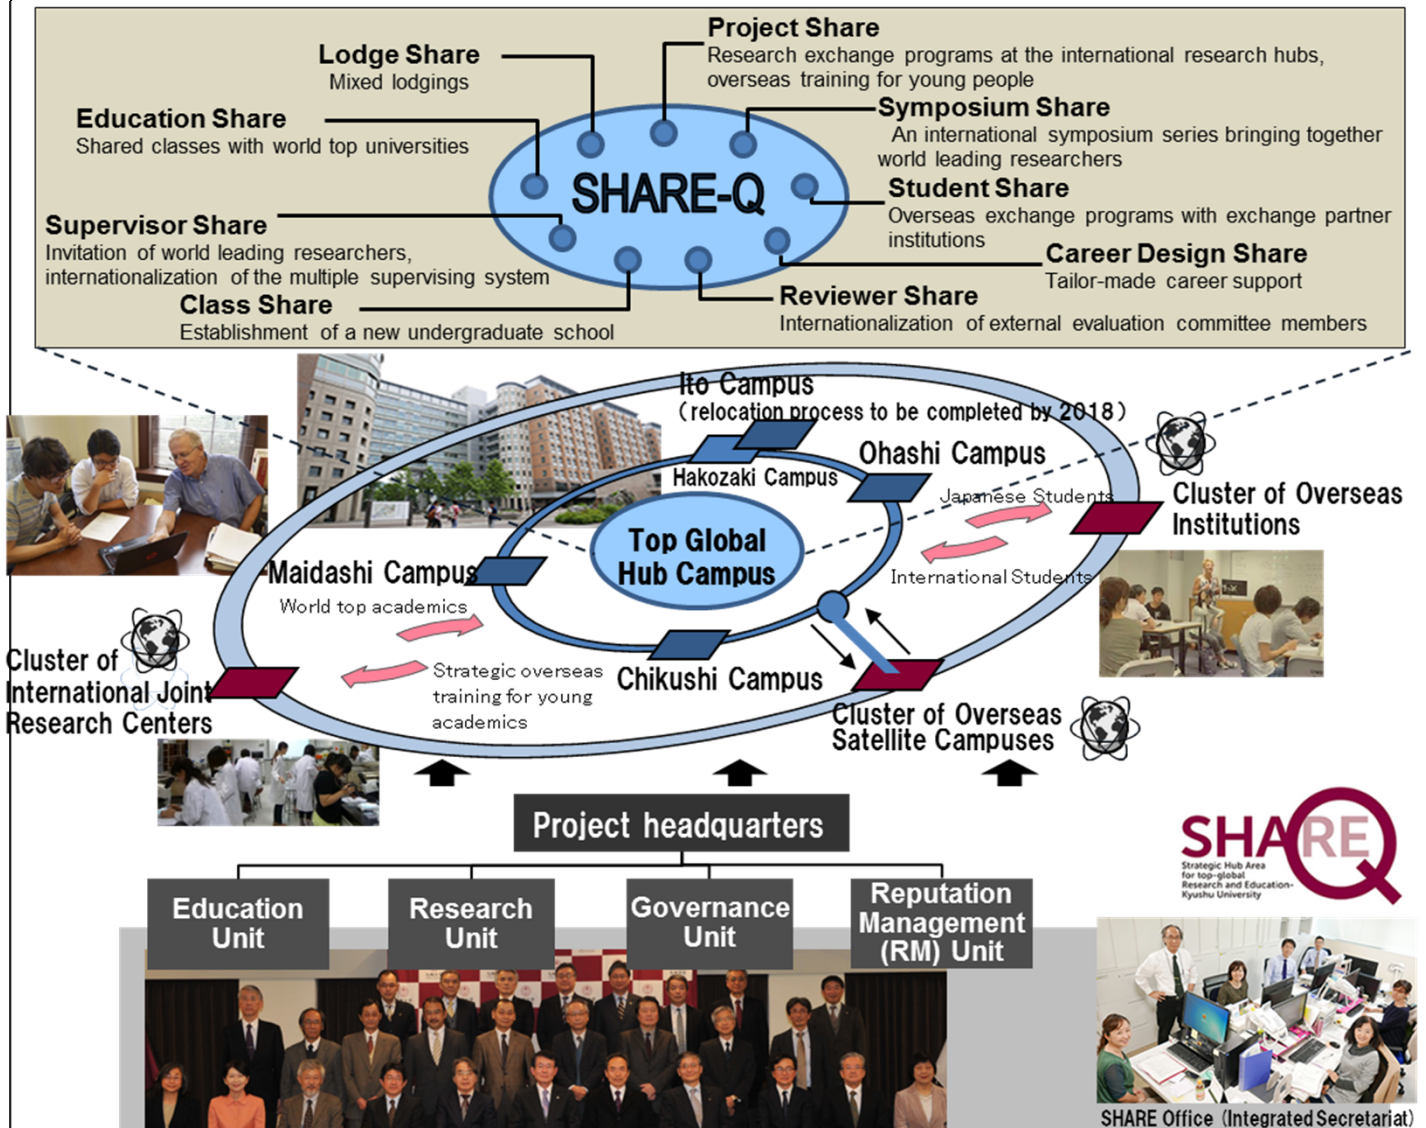 Project Share
Research exchange programs at the international research hubs,
overseas training for young people
Lodge Share
Mixed lodgings
Symposium Share
An international symposium series bringing together
world leading researchers
Education Share
Shared classes with world top universities
SHARE-Q
Student Share
Overseas exchange programs with exchange partner
institutions
Supervisor Share
Invitation of world leading researchers,
internationalization of the multiple supervising system
Career Design Share
Tailor-made career support
Class Share
Establishment of a new undergraduate school
Reviewer Share
Internationalization of external evaluation committee members
Ito Campus
(relocation process to be completed by 2018)
Hakozaki Campus
Ohashi Campus
Japanese Students
Cluster of Overseas
Institutions
Top Global
Hub Campus
International Students
Maidashi Campus
World top academics
Strategic overseas
training for young
academics
Chikushi Campus
Cluster of
International Joint
Research Centers
Cluster of Overseas
Satellite Campuses
Project headquarters
Education
Unit
Research
Unit
Governance
Unit
Reputation
Management
(RM) Unit
SHARE Q
Strategic Hub Area
for top-global
Research and Education-
Kyushu University
SHARE Office (Integrated Secretariat)